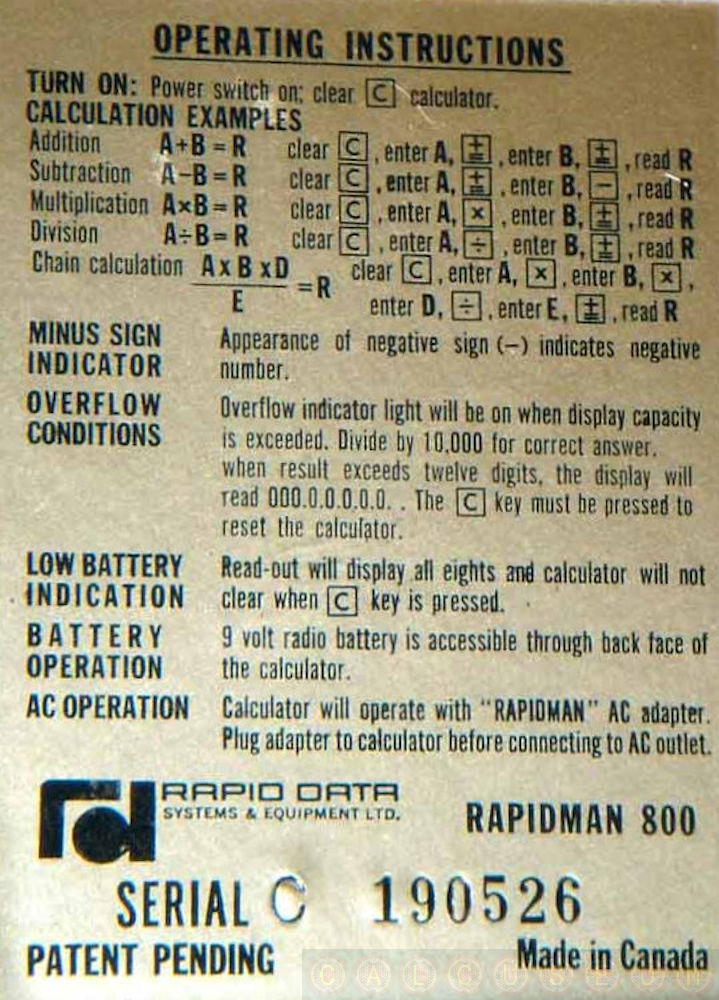 OPERATING INSTRUCTIONS
TURN ON: Power switch on; clear C calculator.
CALCULATION EXAMPLES
Addition A+B=R clear C, enter A, ±, enter B, ±, read R
Subtraction A−B=R clear C, enter A, ±, enter B, −, read R
Multiplication A×B=R clear C, enter A, ×, enter B, ±, read R
Division A÷B=R clear C, enter A, ÷, enter B, ±, read R
Chain calculation A x B x D =R clear C, enter A, ×, enter B, ×,
E enter D, ÷, enter E, ±, read R
MINUS SIGN Appearance of negative sign (−) indicates negative
INDICATOR number.
OVERFLOW Overflow indicator light will be on when display capacity
CONDITIONS is exceeded. Divide by 10,000 for correct answer.
when result exceeds twelve digits, the display will
read 000.0.0.0.0.0. . The C key must be pressed to
reset the calculator.
LOW BATTERY Read-out will display all eights and calculator will not
INDICATION clear when C key is pressed.
BATTERY 9 volt radio battery is accessible through back face of
OPERATION the calculator.
AC OPERATION Calculator will operate with "RAPIDMAN" AC adapter.
Plug adapter to calculator before connecting to AC outlet.
rd RAPID DATA
SYSTEMS & EQUIPMENT LTD. RAPIDMAN 800
SERIAL C 190526
PATENT PENDING Made in Canada
CALCUSEUM